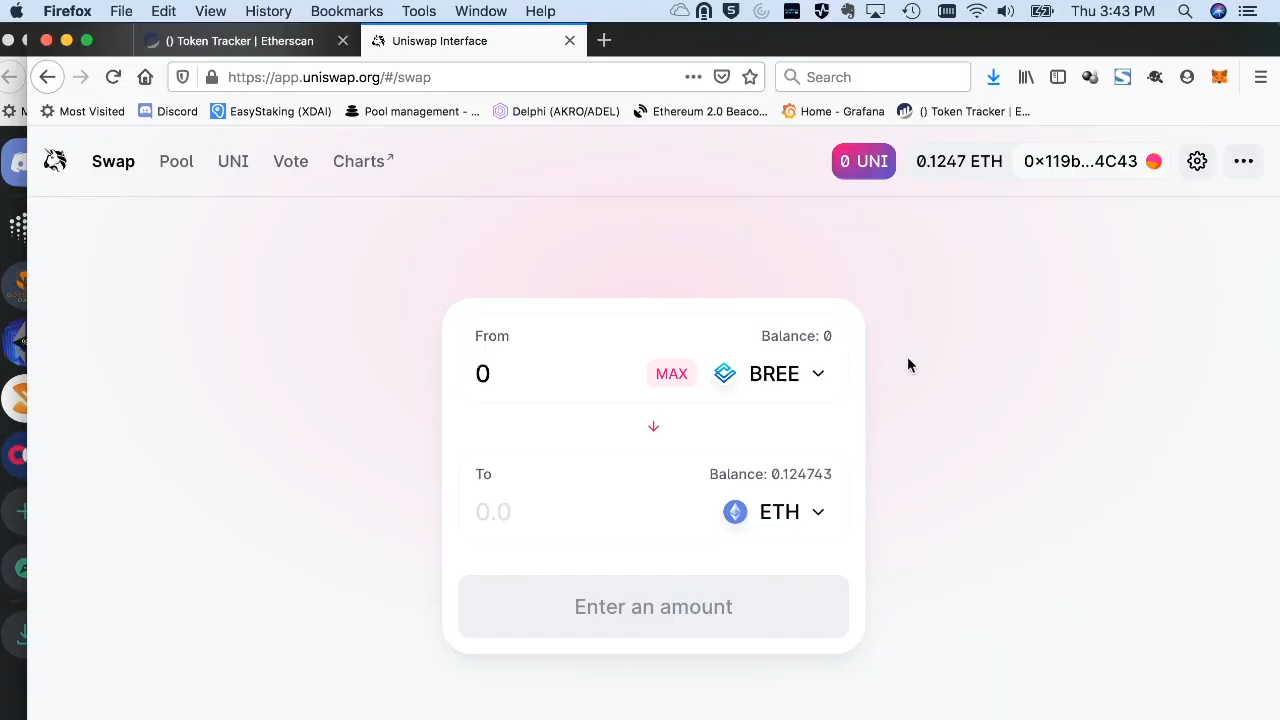 Firefox File Edit View History Bookmarks Tools Window Help Thu 3:43 PM
() Token Tracker | Etherscan Uniswap Interface
https://app.uniswap.org/#/swap Search
Most Visited Discord EasyStaking (XDAI) Pool management - ... Delphi (AKRO/ADEL) Ethereum 2.0 Beaco... Home - Grafana () Token Tracker | E...
Swap Pool UNI Vote Charts↗ 0 UNI 0.1247 ETH 0x119b...4C43
From Balance: 0
0 MAX BREE
To Balance: 0.124743
0.0 ETH
Enter an amount